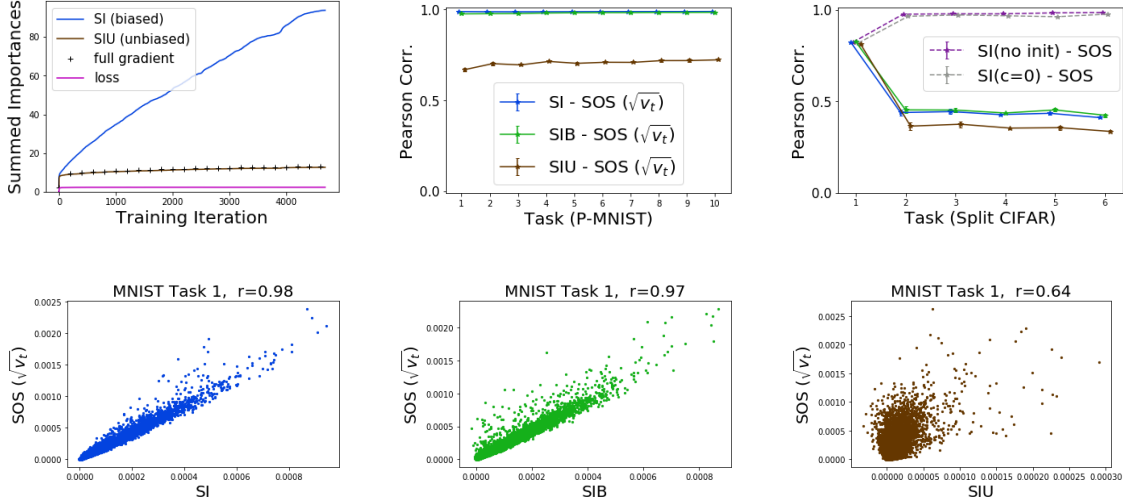 Summed Importances
80
60
40
20
0
0 1000 2000 3000 4000
Training Iteration
SI (biased)
SIU (unbiased)
full gradient
loss
Pearson Corr.
1.0
0.5
0.0
1 2 3 4 5 6 7 8 9 10
Task (P-MNIST)
SI - SOS (√v_t)
SIB - SOS (√v_t)
SIU - SOS (√v_t)
Pearson Corr.
1.0
0.5
0.0
1 2 3 4 5 6
Task (Split CIFAR)
SI(no init) - SOS
SI(c=0) - SOS
MNIST Task 1, r=0.98
SOS (√v_t)
0.0025
0.0020
0.0015
0.0010
0.0005
0.0000
0.0000 0.0002 0.0004 0.0006 0.0008
SI
MNIST Task 1, r=0.97
SOS (√v_t)
0.0020
0.0015
0.0010
0.0005
0.0000
0.0000 0.0002 0.0004 0.0006 0.0008
SIB
MNIST Task 1, r=0.64
SOS (√v_t)
0.0025
0.0020
0.0015
0.0010
0.0005
0.0000
0.00000 0.00005 0.00010 0.00015 0.00020 0.00025 0.00030
SIU